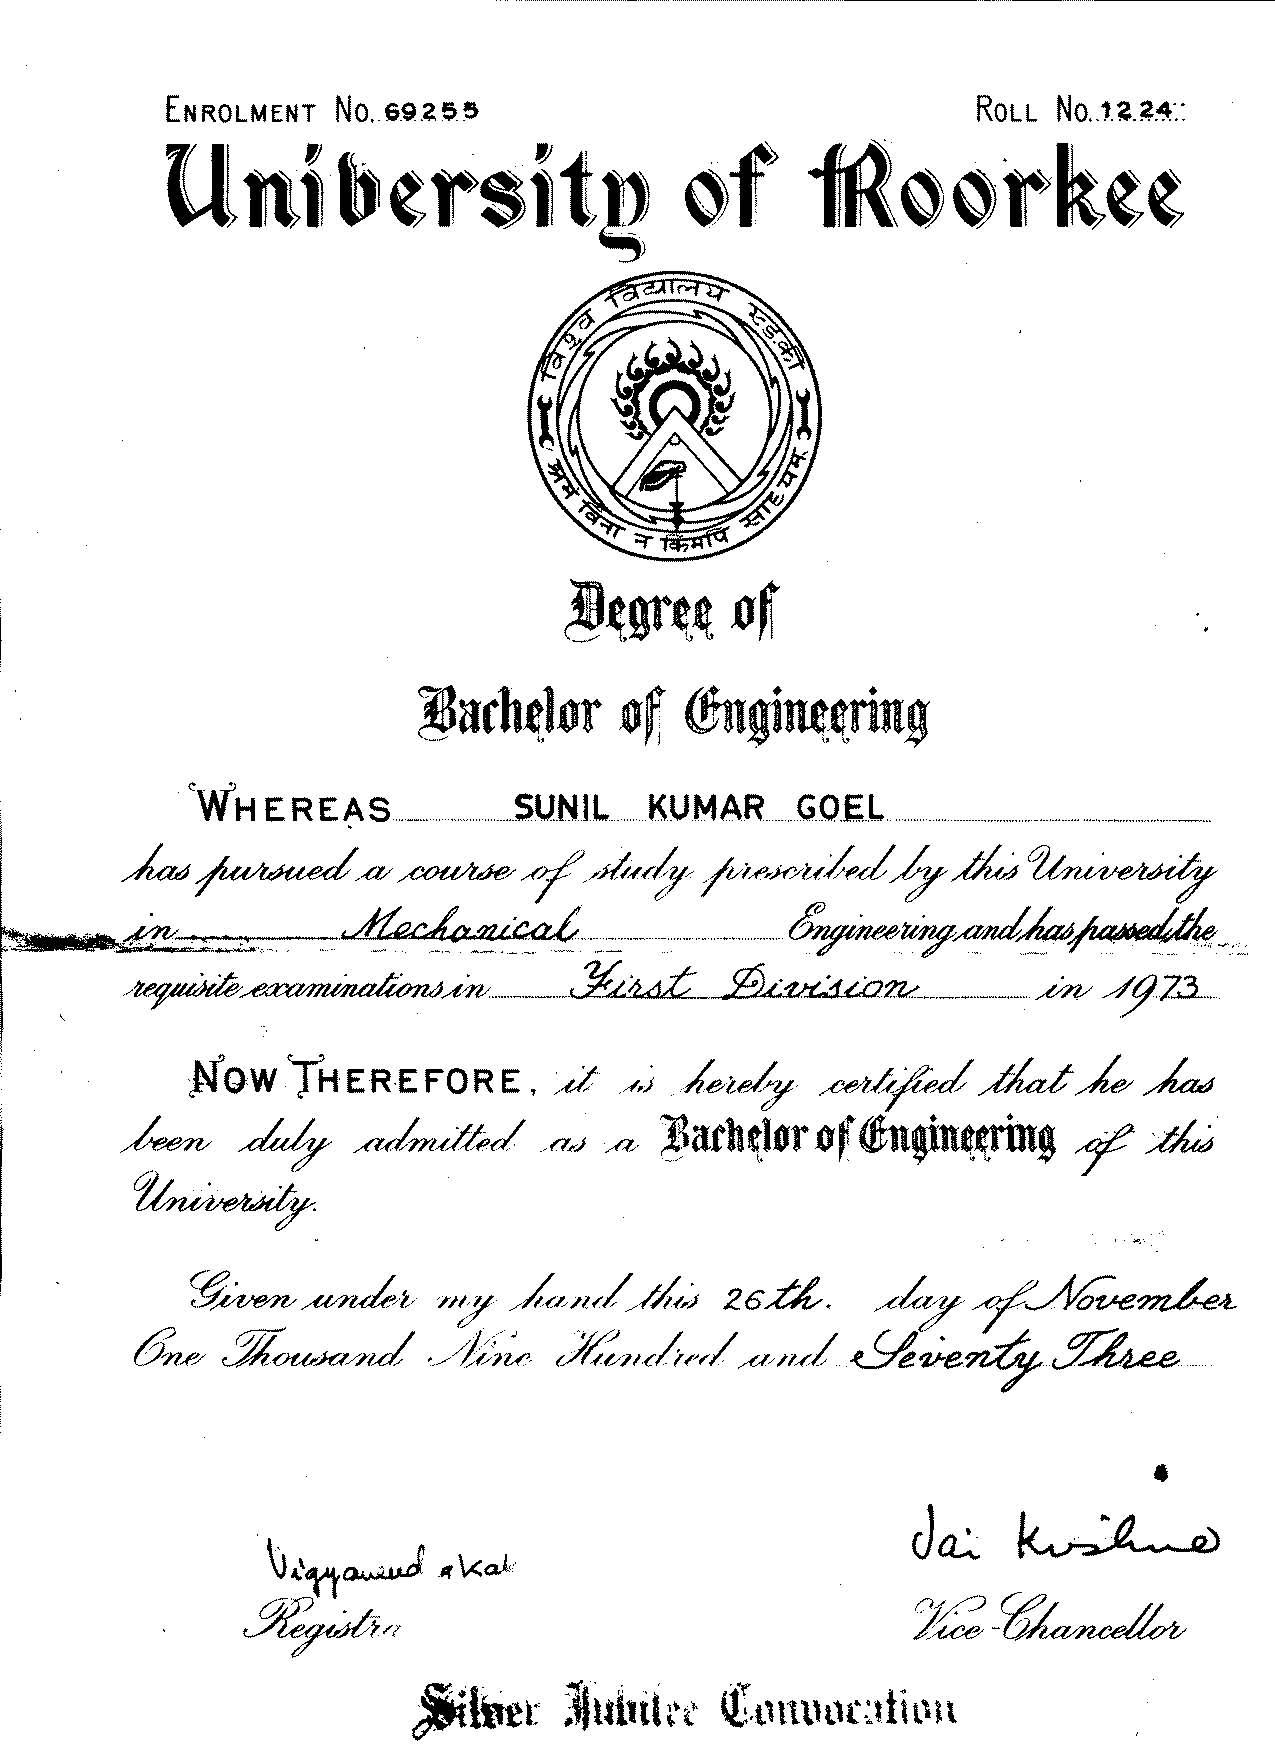 ENROLMENT No. 69255 ROLL No. 1224
University of Roorkee
विश्व विद्यालय रुड़की
श्रमं विना न किमपि साध्यम्
Degree of
Bachelor of Engineering
WHEREAS SUNIL KUMAR GOEL
has pursued a course of study prescribed by this University
in Mechanical Engineering and has passed the
requisite examinations in First Division in 1973
NOW THEREFORE, it is hereby certified that he has
been duly admitted as a Bachelor of Engineering of this
University.
Given under my hand this 26th. day of November
One Thousand Nine Hundred and Seventy Three
Jai Krishna
Registra
Vice-Chancellor
Silver Jubilee Convocation